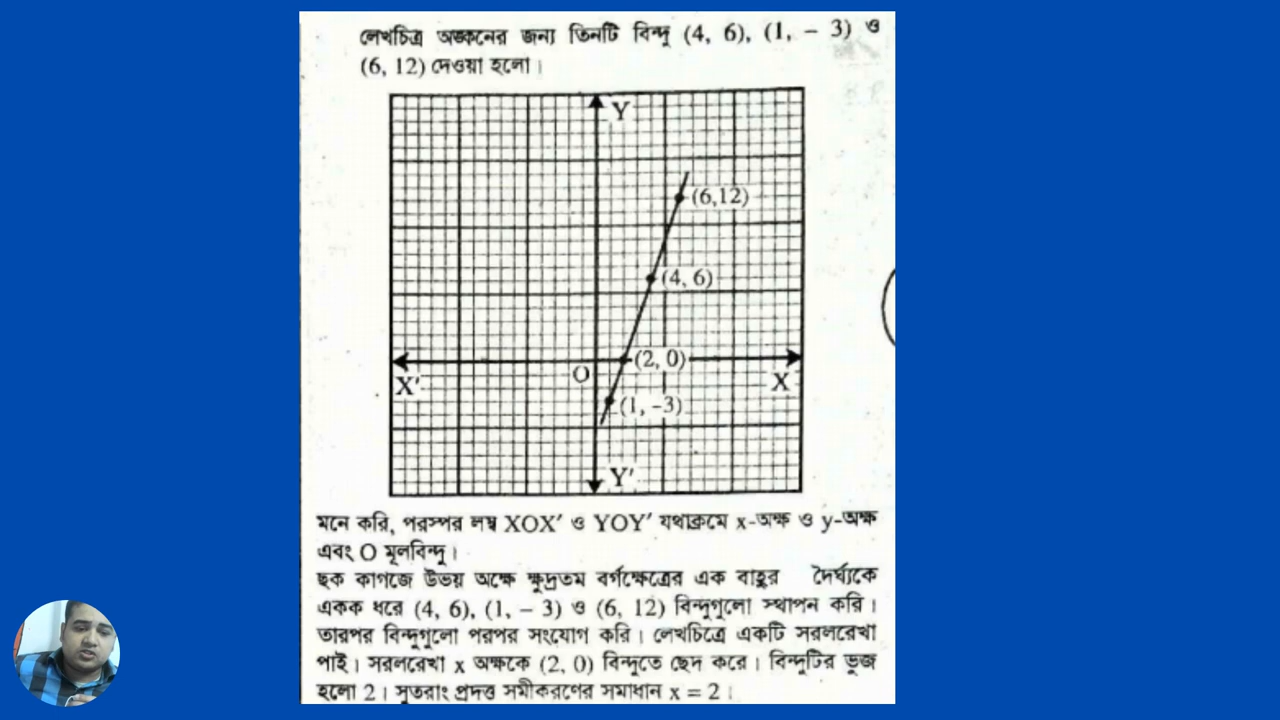 লেখচিত্র অঙ্কনের জন্য তিনটি বিন্দু (4, 6), (1, – 3) ও
(6, 12) দেওয়া হলো।
Y
(6,12)
(4, 6)
(2, 0)
O
X'
X
(1, –3)
Y'
মনে করি, পরস্পর লম্ব XOX' ও YOY' যথাক্রমে x-অক্ষ ও y-অক্ষ
এবং O মূলবিন্দু।
ছক কাগজে উভয় অক্ষে ক্ষুদ্রতম বর্গক্ষেত্রের এক বাহুর দৈর্ঘ্যকে
একক ধরে (4, 6), (1, – 3) ও (6, 12) বিন্দুগুলো স্থাপন করি।
তারপর বিন্দুগুলো পরপর সংযোগ করি। লেখচিত্রে একটি সরলরেখা
পাই। সরলরেখা x অক্ষকে (2, 0) বিন্দুতে ছেদ করে। বিন্দুটির ভুজ
হলো 2। সুতরাং প্রদত্ত সমীকরণের সমাধান x = 2।